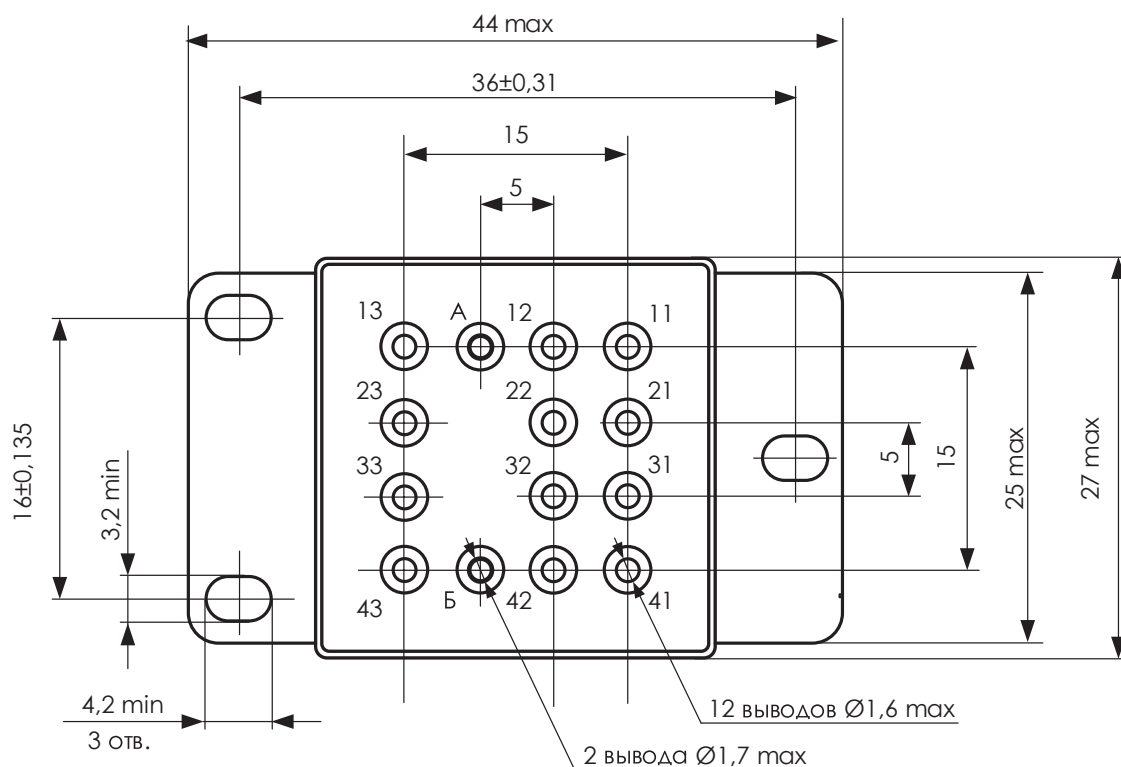 44 max
36±0,31
15
5
13 А 12 11
23 22 21
33 32 31
43 Б 42 41
16±0,135
3,2 min
5
15
25 max
27 max
4,2 min
3 отв.
12 выводов Ø1,6 max
2 вывода Ø1,7 max